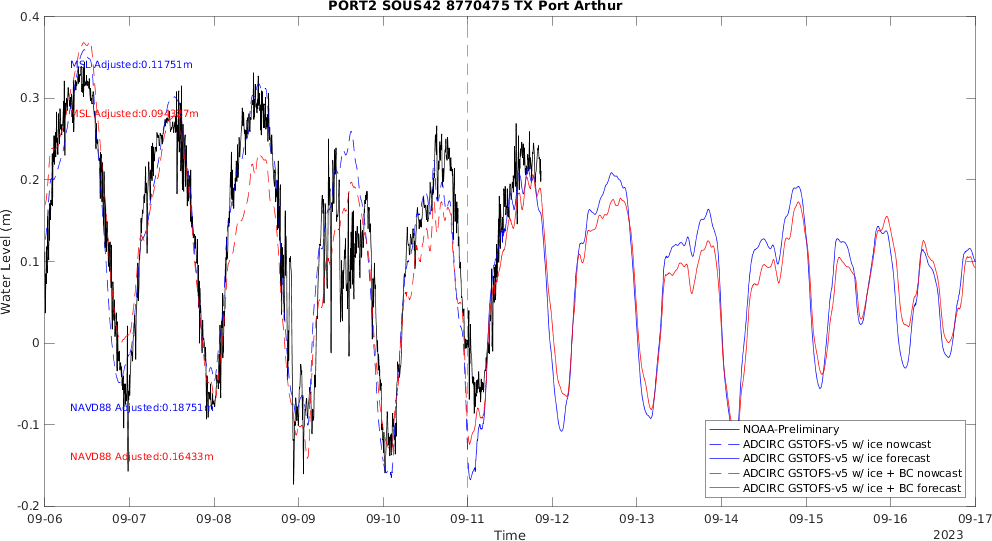 PORT2 SOUS42 8770475 TX Port Arthur
Water Level (m)
0.4
0.3
0.2
0.1
0
-0.1
-0.2
MSL Adjusted:0.11751m
MSL Adjusted:0.094337m
NAVD88 Adjusted:0.18751m
NAVD88 Adjusted:0.16433m
NOAA-Preliminary
ADCIRC GSTOFS-v5 w/ ice nowcast
ADCIRC GSTOFS-v5 w/ ice forecast
ADCIRC GSTOFS-v5 w/ ice + BC nowcast
ADCIRC GSTOFS-v5 w/ ice + BC forecast
09-06 09-07 09-08 09-09 09-10 09-11 09-12 09-13 09-14 09-15 09-16 09-17
Time
2023